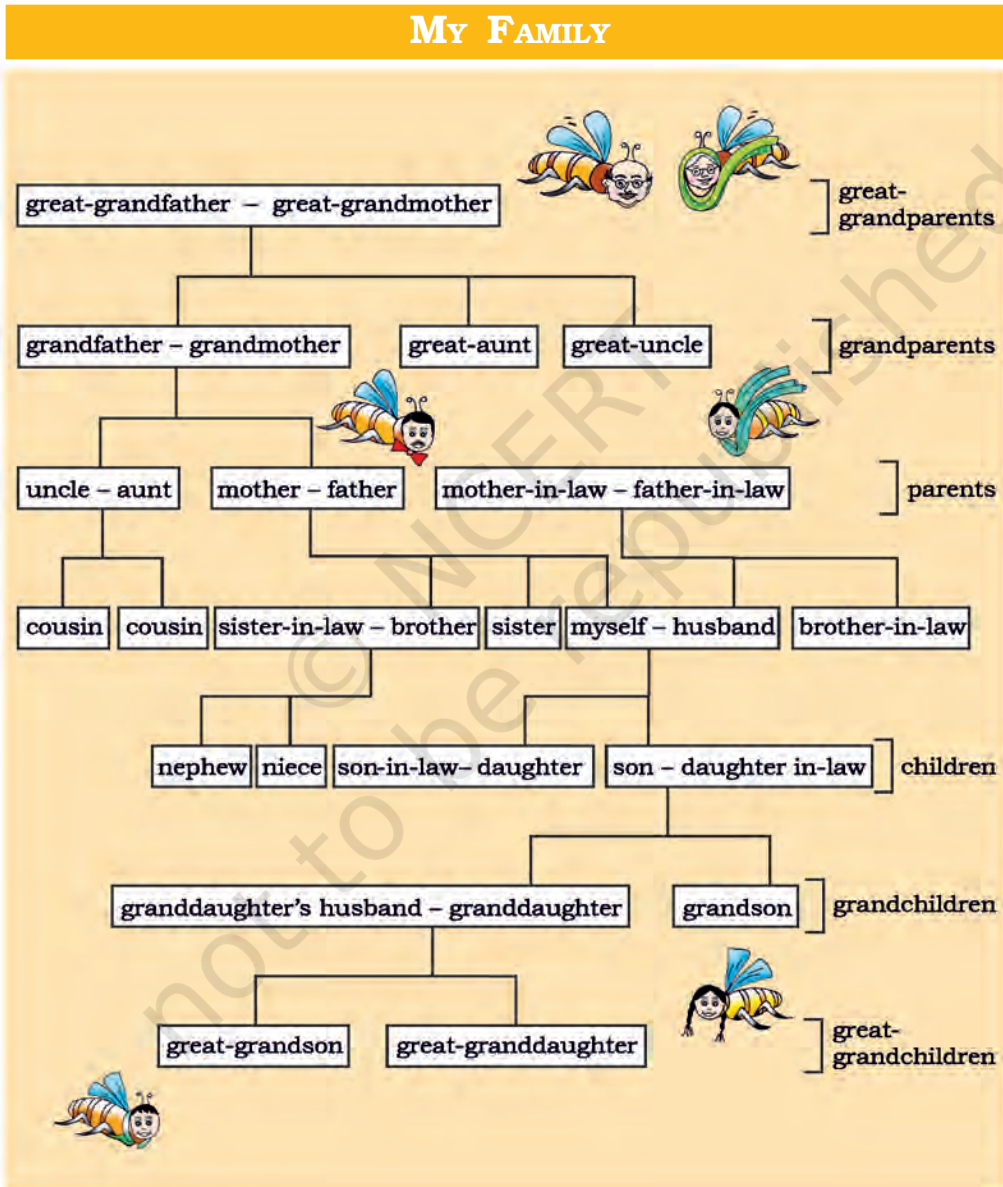 MY FAMILY
great-grandfather – great-grandmother
great-
grandparents
grandfather – grandmother
great-aunt
great-uncle
grandparents
uncle – aunt
mother – father
mother-in-law – father-in-law
parents
cousin
cousin
sister-in-law – brother
sister
myself – husband
brother-in-law
nephew
niece
son-in-law– daughter
son – daughter in-law
children
granddaughter's husband – granddaughter
grandson
grandchildren
great-grandson
great-granddaughter
great-
grandchildren
© NCERT
not to be republished